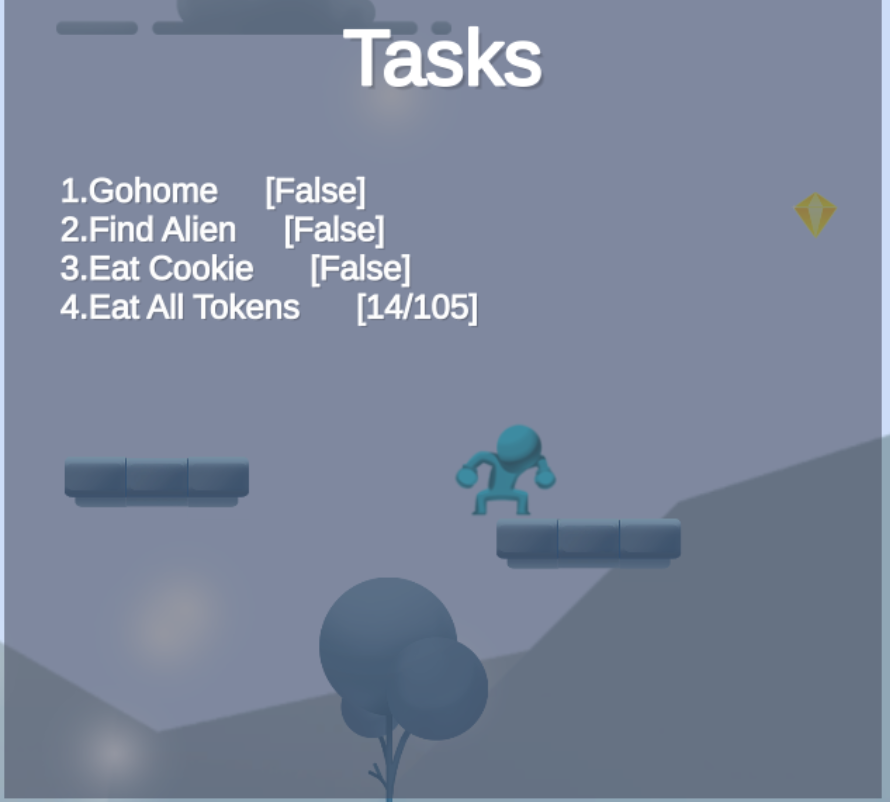 Tasks
1.Gohome [False]
2.Find Alien [False]
3.Eat Cookie [False]
4.Eat All Tokens [14/105]